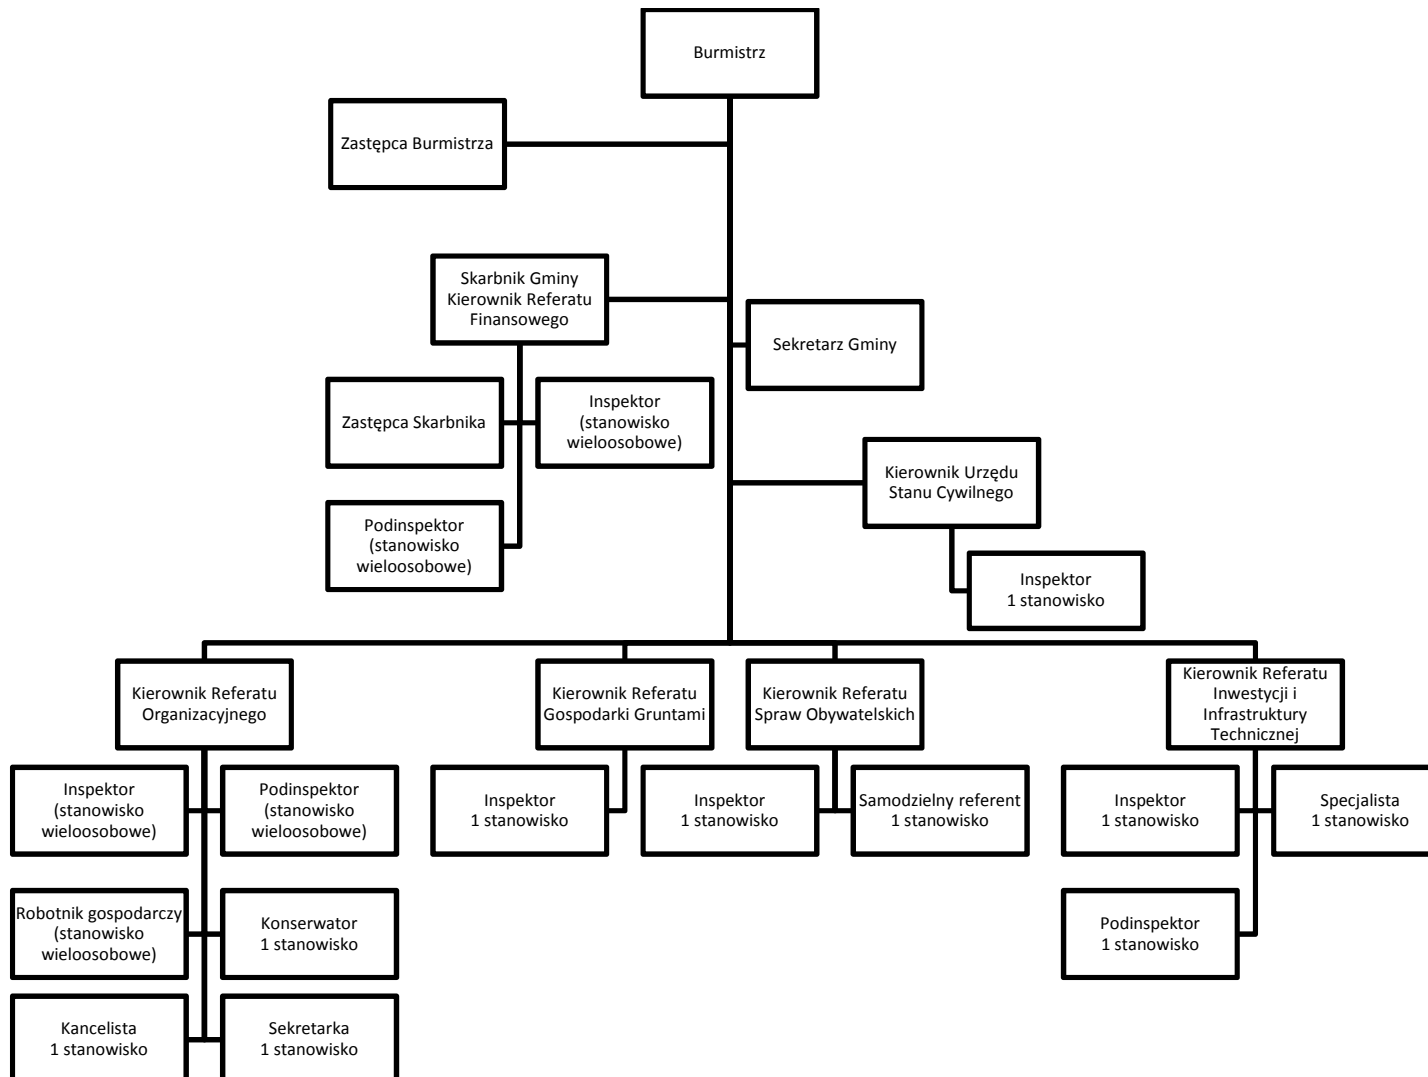 Burmistrz
Zastępca Burmistrza
Skarbnik Gminy
Kierownik Referatu
Finansowego
Sekretarz Gminy
Zastępca Skarbnika
Inspektor
(stanowisko
wieloosobowe)
Kierownik Urzędu
Stanu Cywilnego
Podinspektor
(stanowisko
wieloosobowe)
Inspektor
1 stanowisko
Kierownik Referatu
Organizacyjnego
Kierownik Referatu
Gospodarki Gruntami
Kierownik Referatu
Spraw Obywatelskich
Kierownik Referatu
Inwestycji i
Infrastruktury
Technicznej
Inspektor
(stanowisko
wieloosobowe)
Podinspektor
(stanowisko
wieloosobowe)
Inspektor
1 stanowisko
Inspektor
1 stanowisko
Samodzielny referent
1 stanowisko
Inspektor
1 stanowisko
Specjalista
1 stanowisko
Robotnik gospodarczy
(stanowisko
wieloosobowe)
Konserwator
1 stanowisko
Podinspektor
1 stanowisko
Kancelista
1 stanowisko
Sekretarka
1 stanowisko